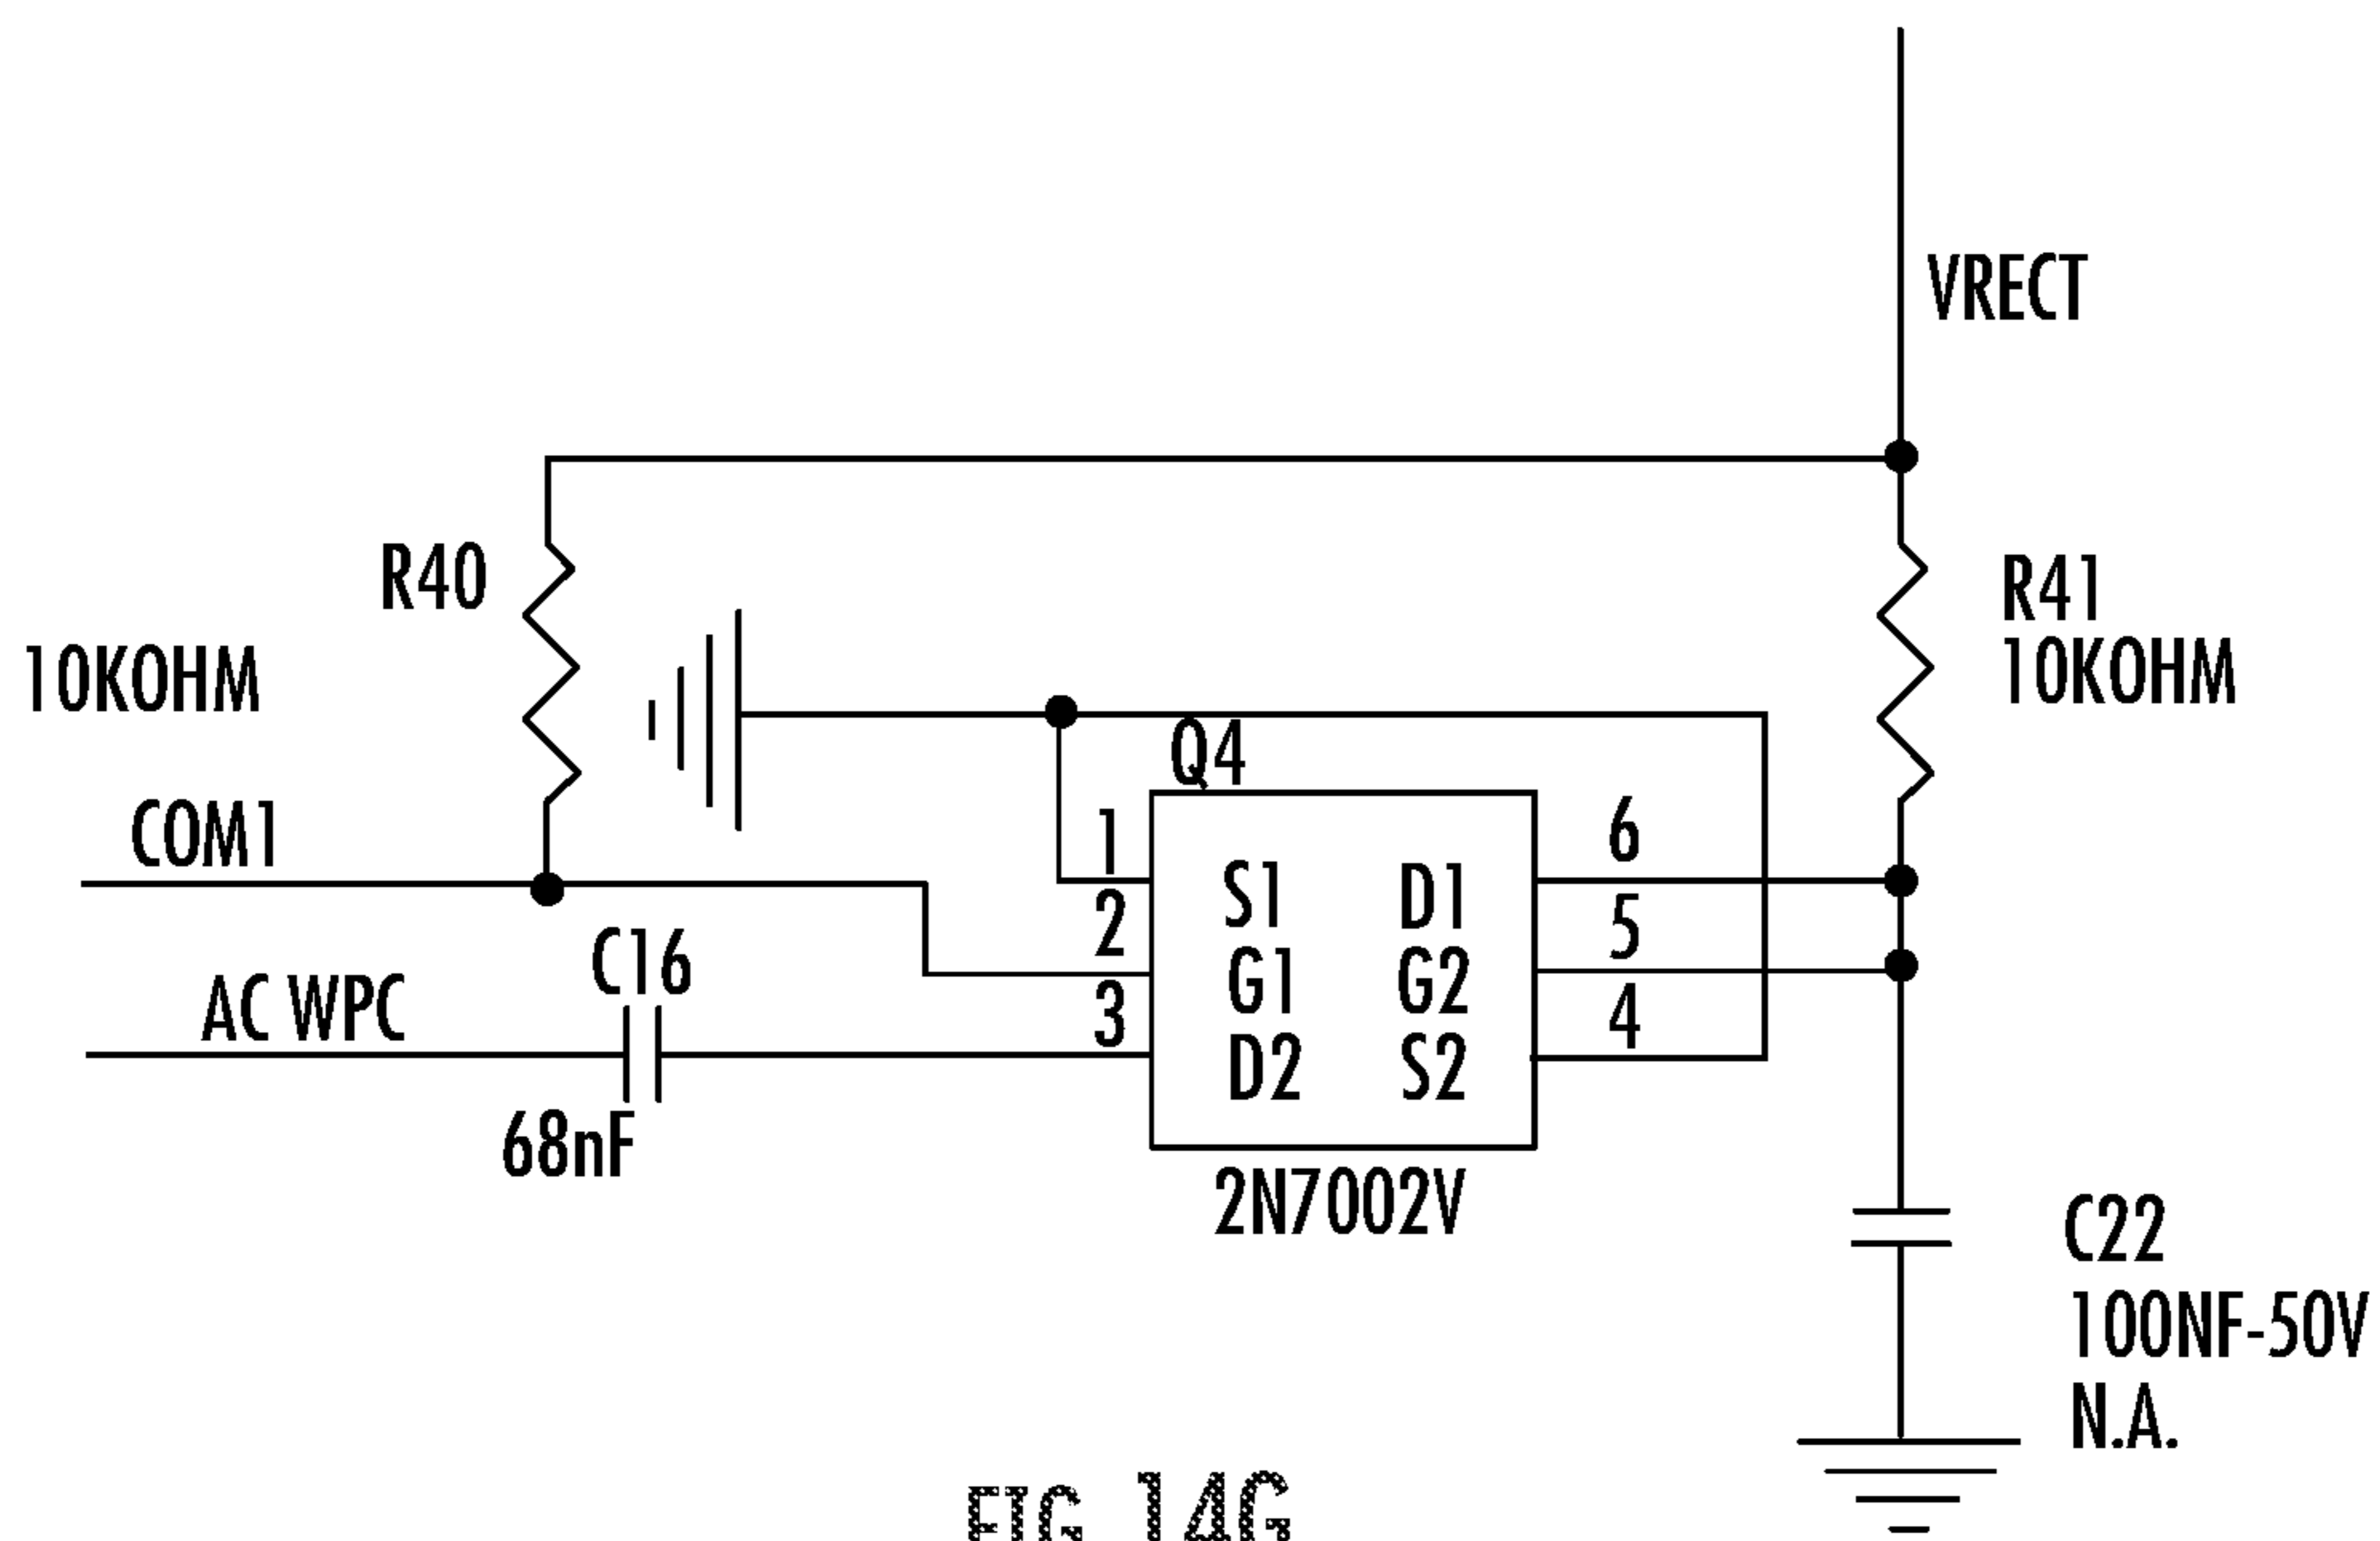 VRECT
R40
10KOHM
R41
10KOHM
Q4
COM1
1
2
3
6
5
4
S1 D1
G1 G2
D2 S2
C16
AC WPC
68nF
2N7002V
C22
100NF-50V
N.A.
FIG 14G